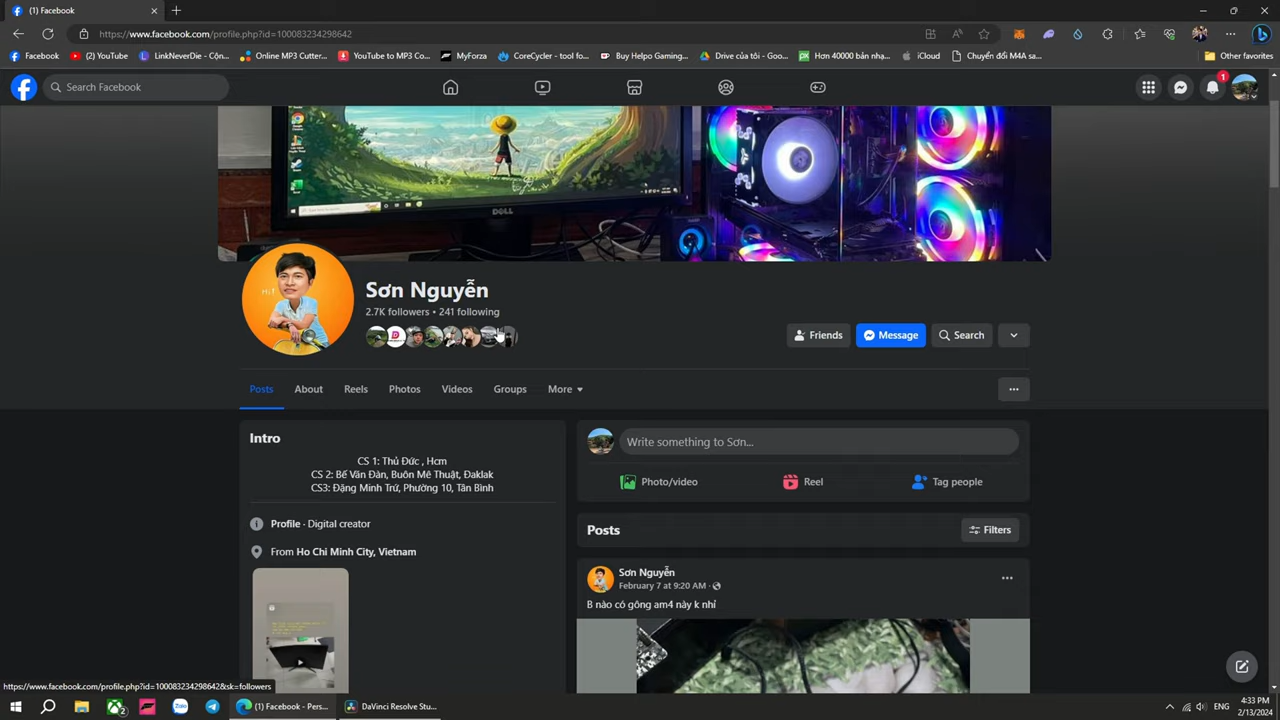 (1) Facebook
https://www.facebook.com/profile.php?id=100083234298642
Facebook
(2) YouTube
LinkNeverDie - Cộn...
Online MP3 Cutter...
YouTube to MP3 Co...
MyForza
CoreCycler - tool fo...
Buy Helpo Gaming...
Drive của tôi - Goo...
Hơn 40000 bản nhạ...
iCloud
Chuyển đổi M4A sa...
Other favorites
Search Facebook
1
DELL
Hi!
Sơn Nguyễn
2.7K followers • 241 following
Friends
Message
Search
Posts
About
Reels
Photos
Videos
Groups
More
Intro
CS 1: Thủ Đức , Hcm
CS 2: Bế Văn Đàn, Buôn Mê Thuật, Đaklak
CS3: Đặng Minh Trứ, Phường 10, Tân Bình
Profile · Digital creator
From Ho Chi Minh City, Vietnam
Write something to Sơn...
Photo/video
Reel
Tag people
Posts
Filters
Sơn Nguyễn
February 7 at 9:20 AM ·
B nào có gông am4 này k nhỉ
https://www.facebook.com/profile.php?id=100083234298642&sk=followers
2
Zalo
(1) Facebook - Pers...
DaVinci Resolve Stu...
ENG
4:33 PM
2/13/2024